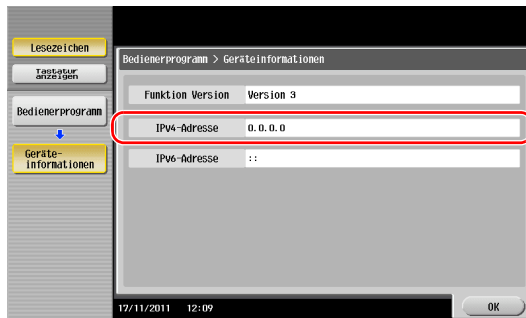 Lesezeichen
Tastatur
anzeigen
Bedienerprogramm
Geräte-
informationen
Bedienerprogramm > Geräteinformationen
Funktion Version Version 3
IPv4-Adresse 0.0.0.0
IPv6-Adresse ::
17/11/2011 12:09
OK